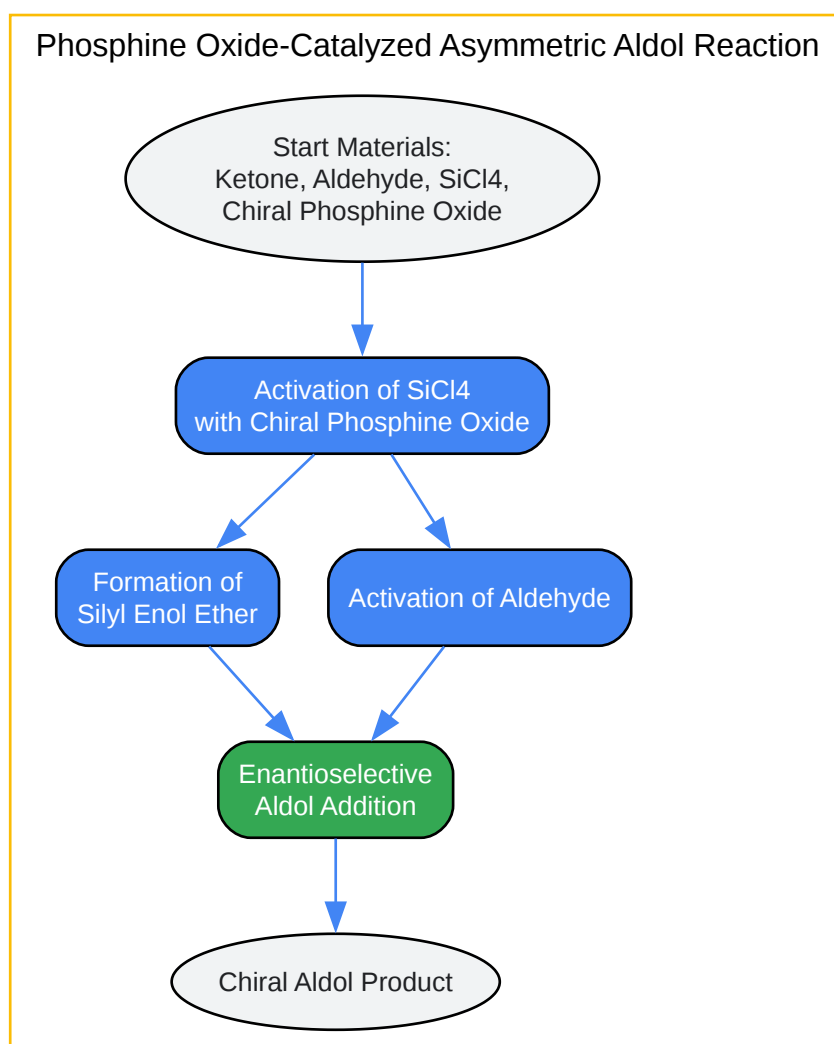 Phosphine Oxide-Catalyzed Asymmetric Aldol Reaction
Start Materials:
Ketone, Aldehyde, SiCl4,
Chiral Phosphine Oxide
Activation of SiCl4
with Chiral Phosphine Oxide
Formation of
Silyl Enol Ether
Activation of Aldehyde
Enantioselective
Aldol Addition
Chiral Aldol Product